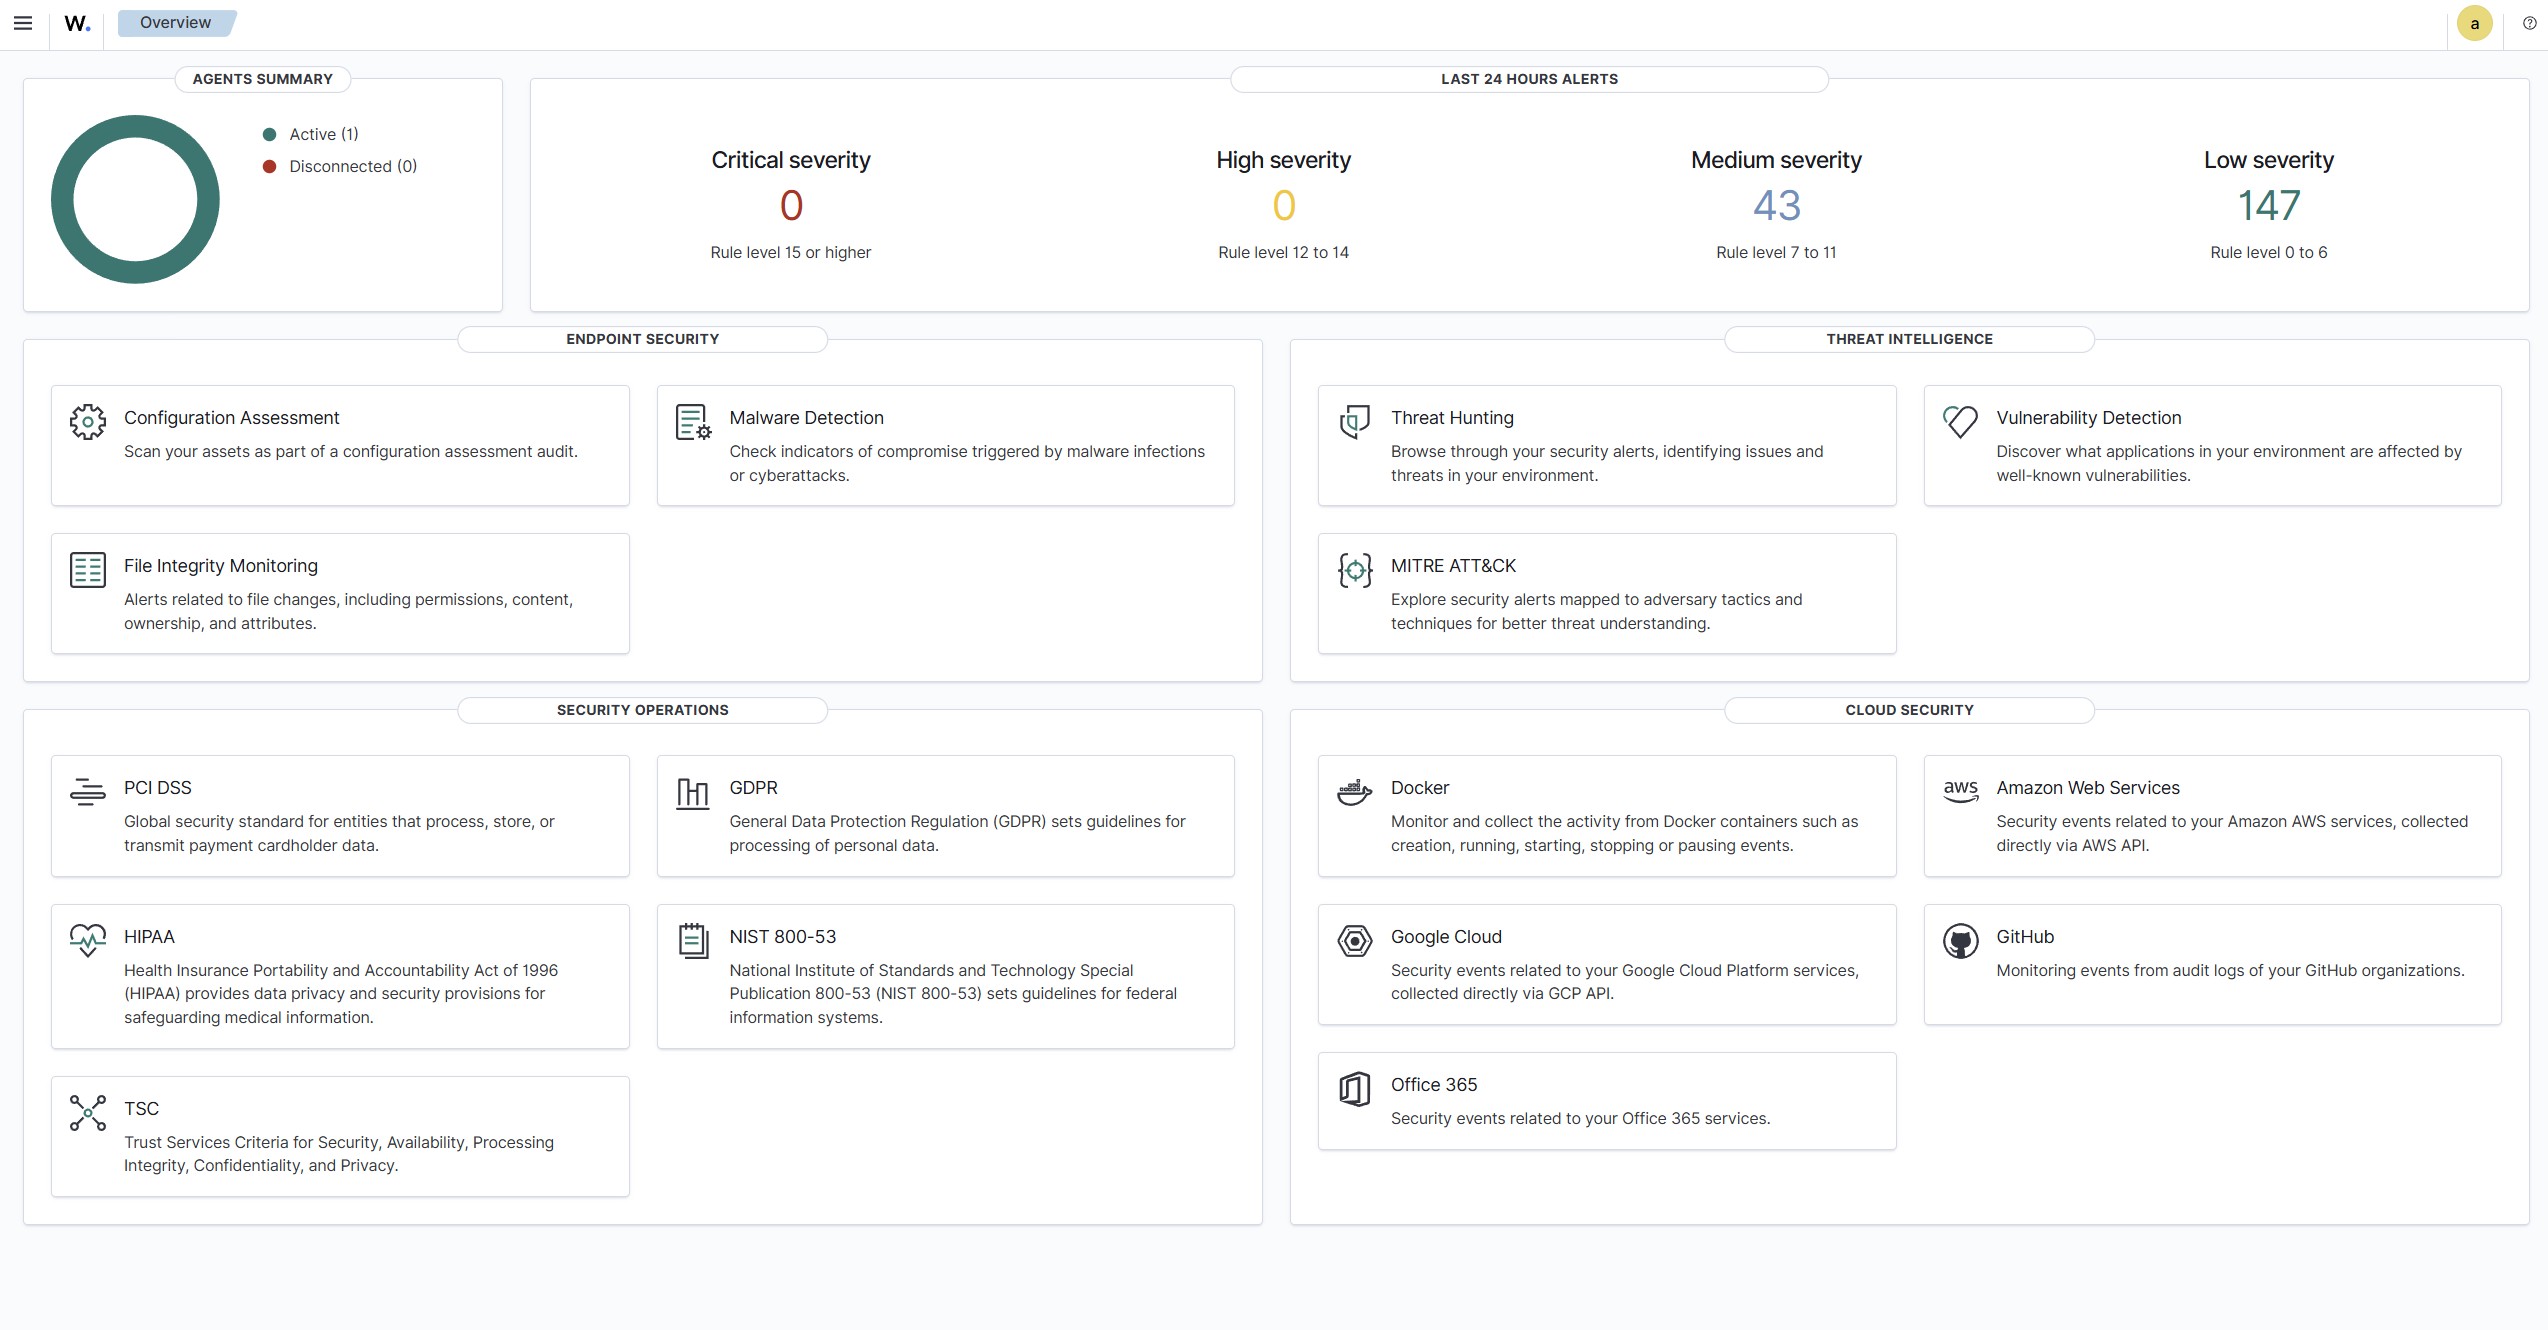 W.
Overview
a
AGENTS SUMMARY
Active (1)
Disconnected (0)
LAST 24 HOURS ALERTS
Critical severity
0
Rule level 15 or higher
High severity
0
Rule level 12 to 14
Medium severity
43
Rule level 7 to 11
Low severity
147
Rule level 0 to 6
ENDPOINT SECURITY
Configuration Assessment
Scan your assets as part of a configuration assessment audit.
Malware Detection
Check indicators of compromise triggered by malware infections
or cyberattacks.
File Integrity Monitoring
Alerts related to file changes, including permissions, content,
ownership, and attributes.
THREAT INTELLIGENCE
Threat Hunting
Browse through your security alerts, identifying issues and
threats in your environment.
Vulnerability Detection
Discover what applications in your environment are affected by
well-known vulnerabilities.
MITRE ATT&CK
Explore security alerts mapped to adversary tactics and
techniques for better threat understanding.
SECURITY OPERATIONS
PCI DSS
Global security standard for entities that process, store, or
transmit payment cardholder data.
GDPR
General Data Protection Regulation (GDPR) sets guidelines for
processing of personal data.
HIPAA
Health Insurance Portability and Accountability Act of 1996
(HIPAA) provides data privacy and security provisions for
safeguarding medical information.
NIST 800-53
National Institute of Standards and Technology Special
Publication 800-53 (NIST 800-53) sets guidelines for federal
information systems.
TSC
Trust Services Criteria for Security, Availability, Processing
Integrity, Confidentiality, and Privacy.
CLOUD SECURITY
Docker
Monitor and collect the activity from Docker containers such as
creation, running, starting, stopping or pausing events.
aws
Amazon Web Services
Security events related to your Amazon AWS services, collected
directly via AWS API.
Google Cloud
Security events related to your Google Cloud Platform services,
collected directly via GCP API.
GitHub
Monitoring events from audit logs of your GitHub organizations.
Office 365
Security events related to your Office 365 services.